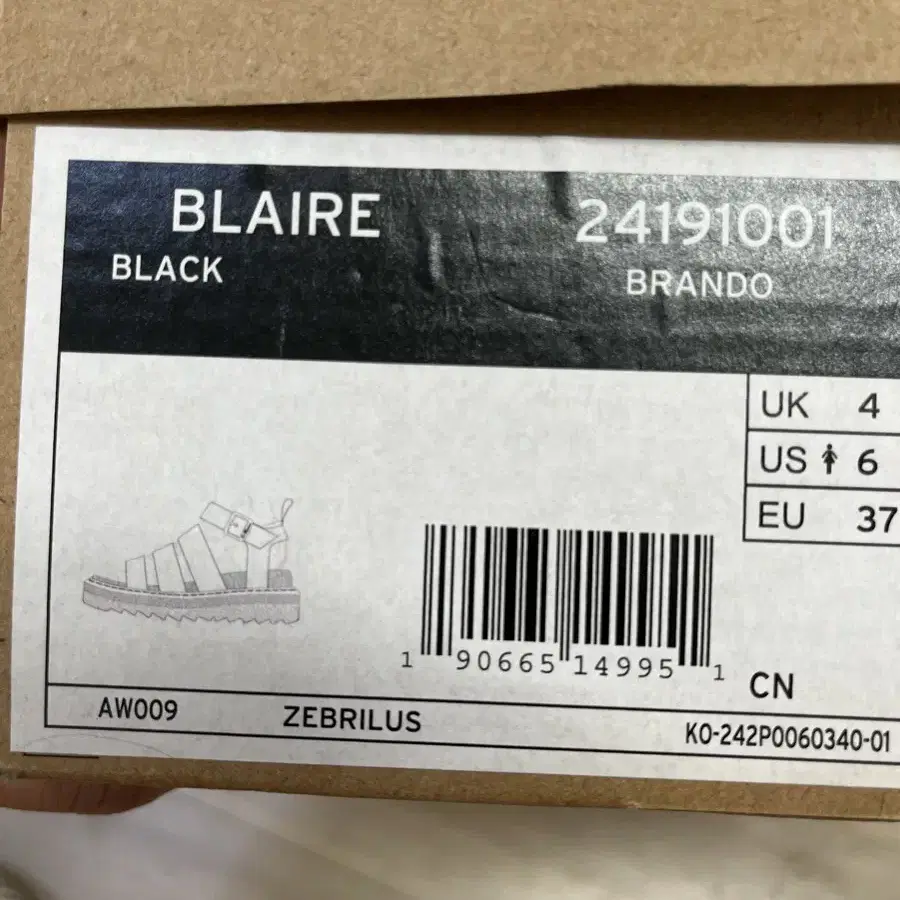 BLAIRE 24191001
BLACK BRANDO
UK 4
US 6
EU 37
1 90665 14995 1
CN
AW009 ZEBRILUS KO-242P0060340-01